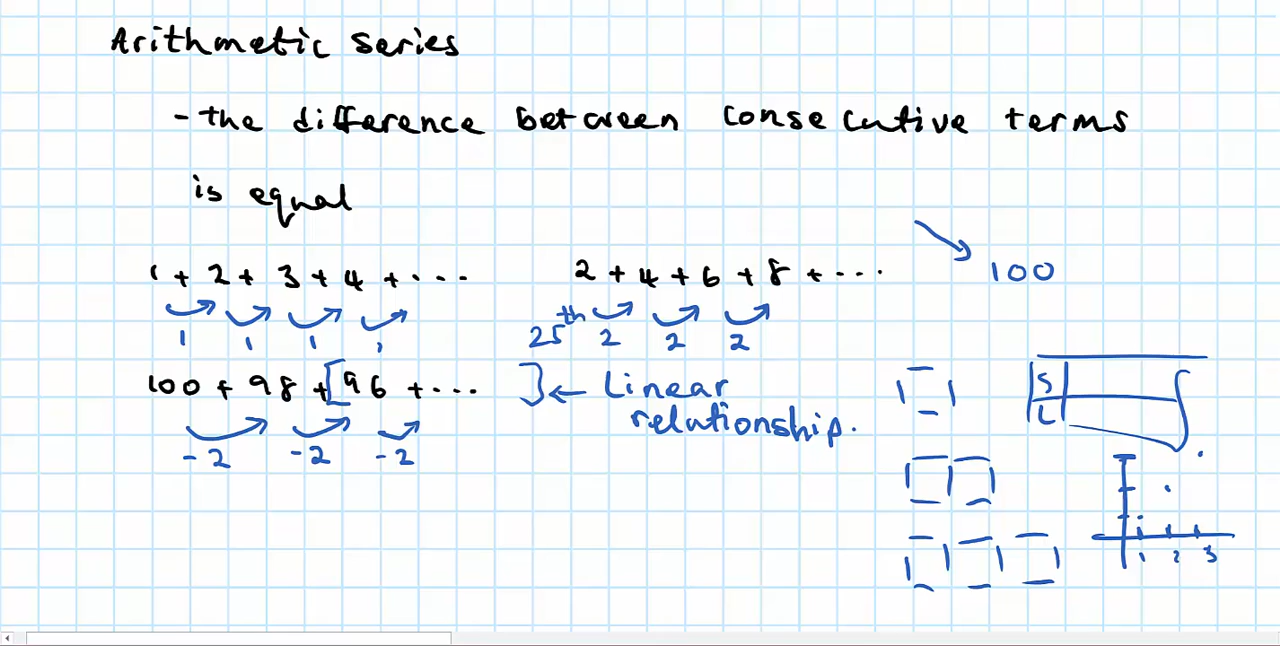 Arithmetic series
- the difference between consecutive terms
is equal
1 + 2 + 3 + 4 + ... 2 + 4 + 6 + 8 + ... 100
1 1 1 , 25th 2 2 2
100 + 98 + [96 + ... ] ← Linear
relationship.
-2 -2 -2
S
L
1 2 3